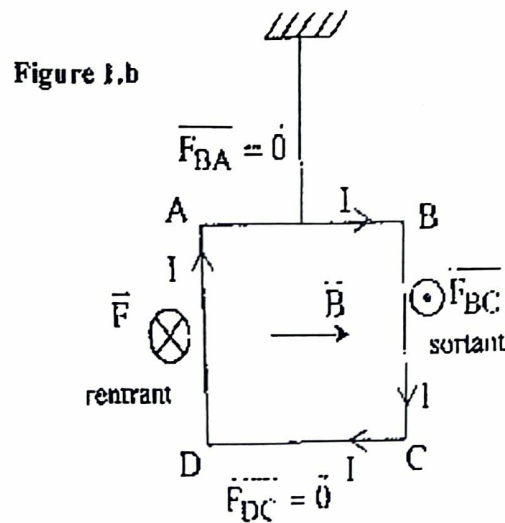 Figure 1.b
F_BA = 0
A I B
I
F B F_BC
rentrant sortant
I
D I C
F_DC = 0